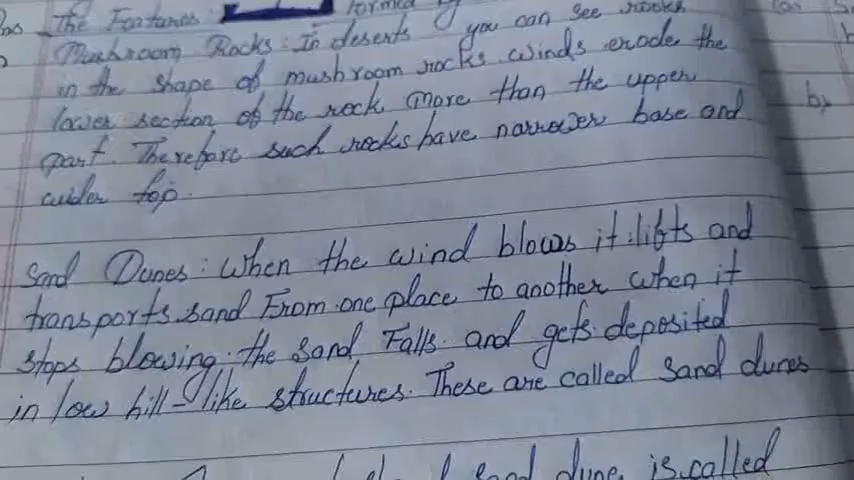 The Features: formed
Mushroom Rocks: In deserts you can see rocks
in the shape of mushroom rocks. winds erode the
lower section of the rock more than the upper
part. Therefore such rocks have narrower base and
wider top.
Sand Dunes: When the wind blows it lifts and
transports sand From one place to another when it
stops blowing. the Sand Falls and gets deposited
in low hill-like structures. These are called sand dunes
sand dune is called
b)